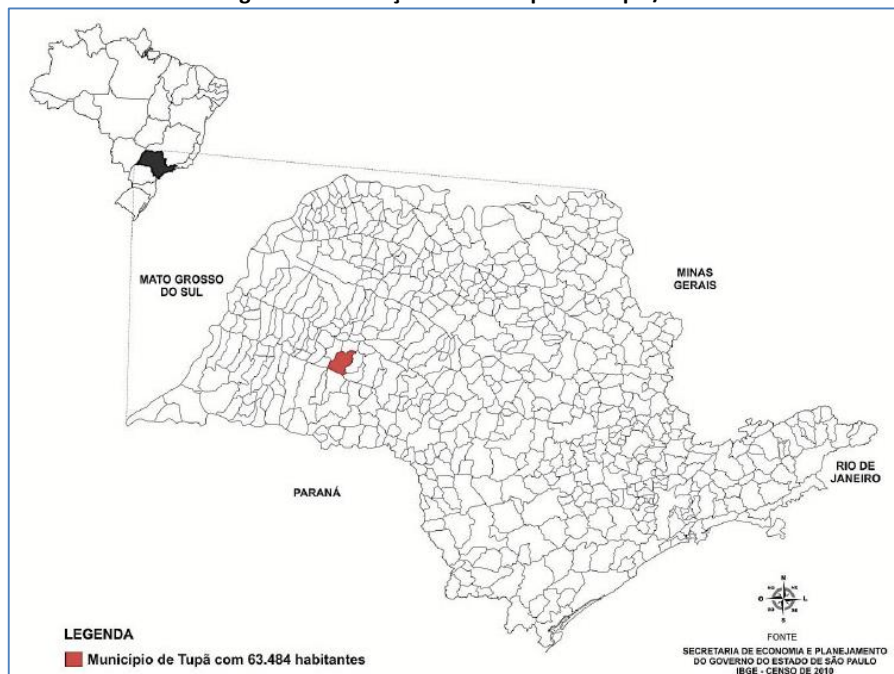 MATO GROSSO
DO SUL
MINAS
GERAIS
PARANÁ
RIO DE
JANEIRO
N
O L
S
FONTE
SECRETARIA DE ECONOMIA E PLANEJAMENTO
DO GOVERNO DO ESTADO DE SÃO PAULO
IBGE - CENSO DE 2010
LEGENDA
Município de Tupã com 63.484 habitantes